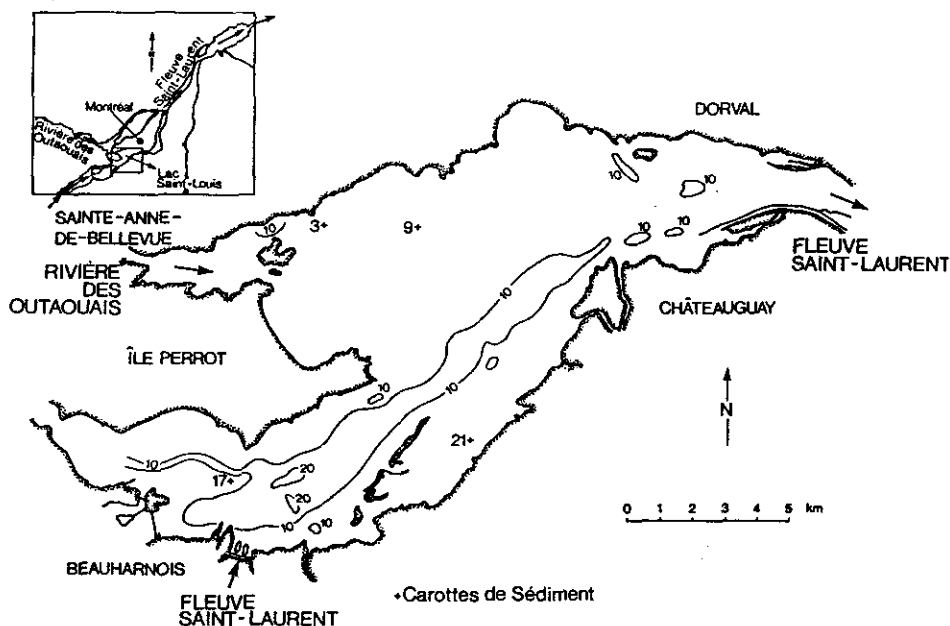 Fleuve
Saint-Laurent
Montréal
Rivière des
Outaouais
Lac
Saint-Louis
DORVAL
SAINTE-ANNE-
DE-BELLEVUE
10
3+
9+
10
10
10
10
RIVIÈRE
DES
OUTAOUAIS
FLEUVE
SAINT-LAURENT
CHÂTEAUGUAY
10
ÎLE PERROT
10
10
N
21+
10
17+
20
20
10
10
0 1 2 3 4 5 km
BEAUHARNOIS
FLEUVE
SAINT-LAURENT
+Carottes de Sédiment